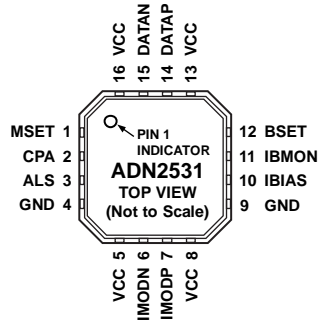 16 VCC
15 DATAN
14 DATAP
13 VCC
MSET 1
CPA 2
ALS 3
GND 4
PIN 1
INDICATOR
ADN2531
TOP VIEW
(Not to Scale)
12 BSET
11 IBMON
10 IBIAS
9 GND
VCC 5
IMODN 6
IMODP 7
VCC 8